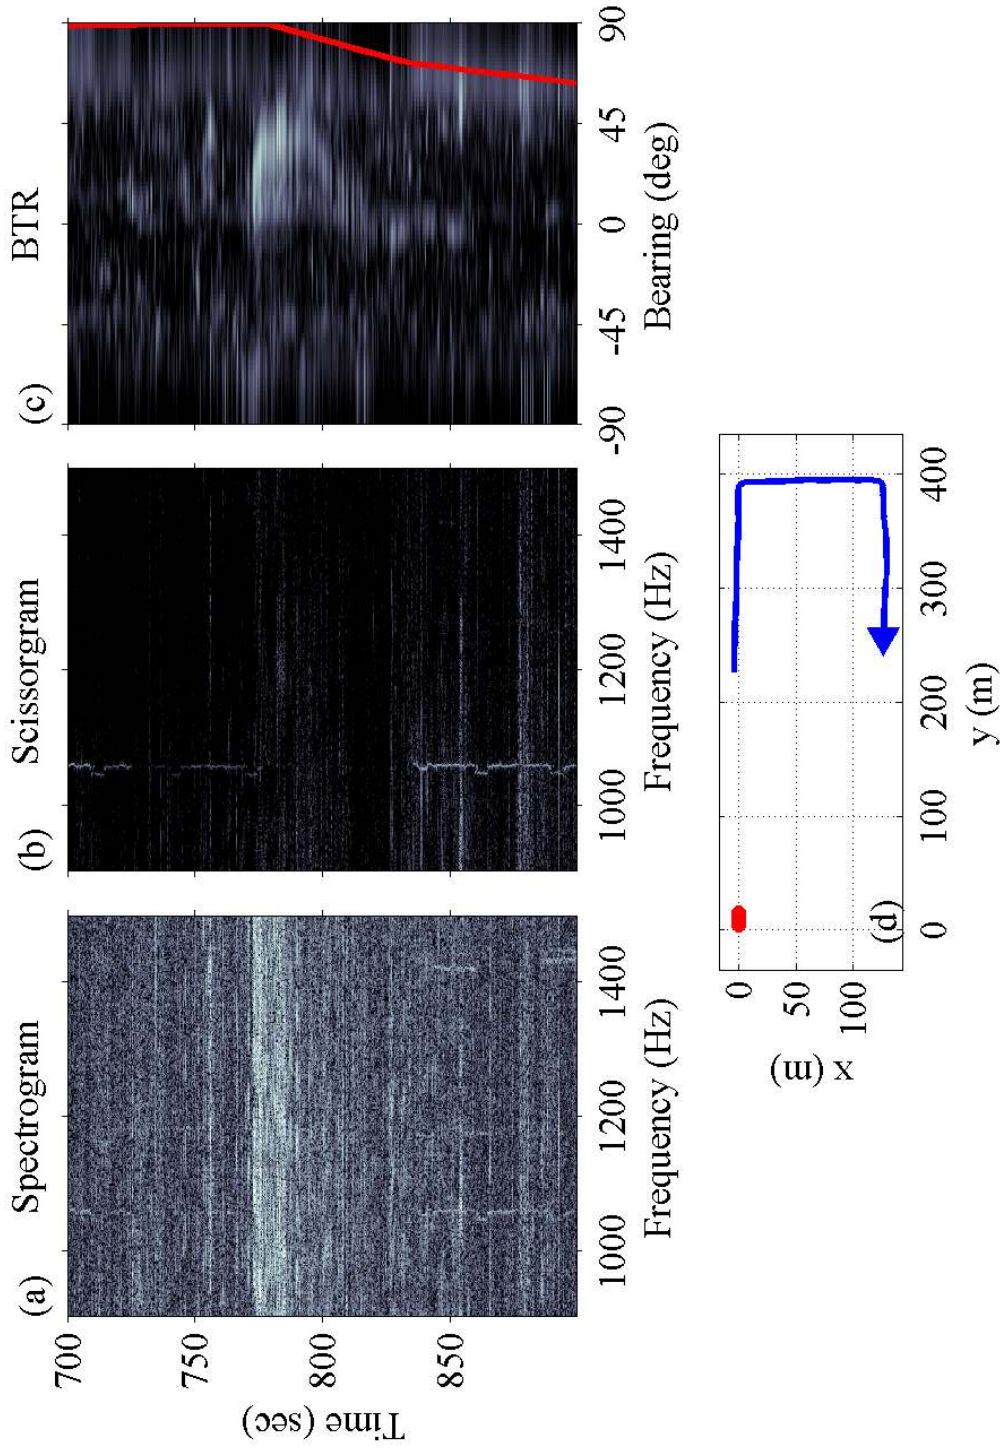 (a)
Spectrogram
700
750
800
850
Time (sec)
1000
1200
1400
Frequency (Hz)
(b)
Scissorgram
1000
1200
1400
Frequency (Hz)
(c)
BTR
-90
-45
0
45
90
Bearing (deg)
(d)
0
50
100
x (m)
0
100
200
300
400
y (m)